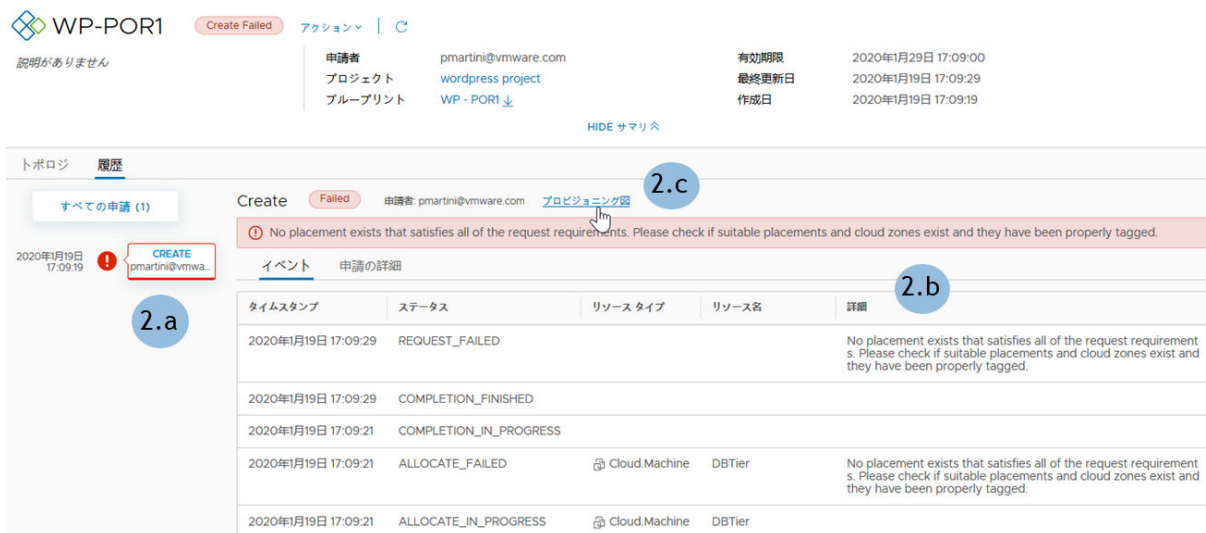 WP-POR1 Create Failed アクション
説明がありません
申請者 pmartini@vmware.com 有効期限 2020年1月29日 17:09:00
プロジェクト wordpress project 最終更新日 2020年1月19日 17:09:29
ブループリント WP - POR1 作成日 2020年1月19日 17:09:19
HIDE サマリ
トポロジ 履歴
すべての申請 (1)
2020年1月19日
17:09:19
CREATE
pmartini@vmwa...
2.a
Create Failed 申請者: pmartini@vmware.com プロビジョニング図 2.c
No placement exists that satisfies all of the request requirements. Please check if suitable placements and cloud zones exist and they have been properly tagged.
イベント 申請の詳細
2.b
タイムスタンプ ステータス リソース タイプ リソース名 詳細
2020年1月19日 17:09:29 REQUEST_FAILED No placement exists that satisfies all of the request requirement
s. Please check if suitable placements and cloud zones exist and
they have been properly tagged.
2020年1月19日 17:09:29 COMPLETION_FINISHED
2020年1月19日 17:09:21 COMPLETION_IN_PROGRESS
2020年1月19日 17:09:21 ALLOCATE_FAILED Cloud.Machine DBTier No placement exists that satisfies all of the request requirement
s. Please check if suitable placements and cloud zones exist and
they have been properly tagged.
2020年1月19日 17:09:21 ALLOCATE_IN_PROGRESS Cloud.Machine DBTier